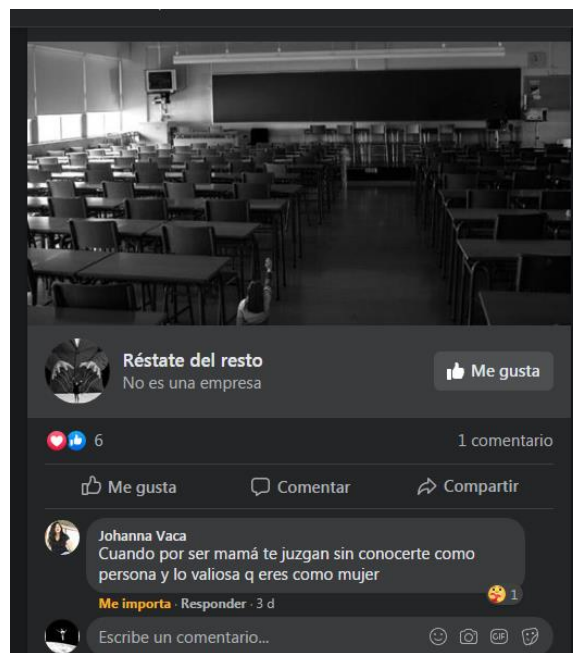 Réstate del resto
No es una empresa
Me gusta
6
1 comentario
Me gusta
Comentar
Compartir
Johanna Vaca
Cuando por ser mamá te juzgan sin conocerte como
persona y lo valiosa q eres como mujer
1
Me importa · Responder · 3 d
Escribe un comentario...
GIF